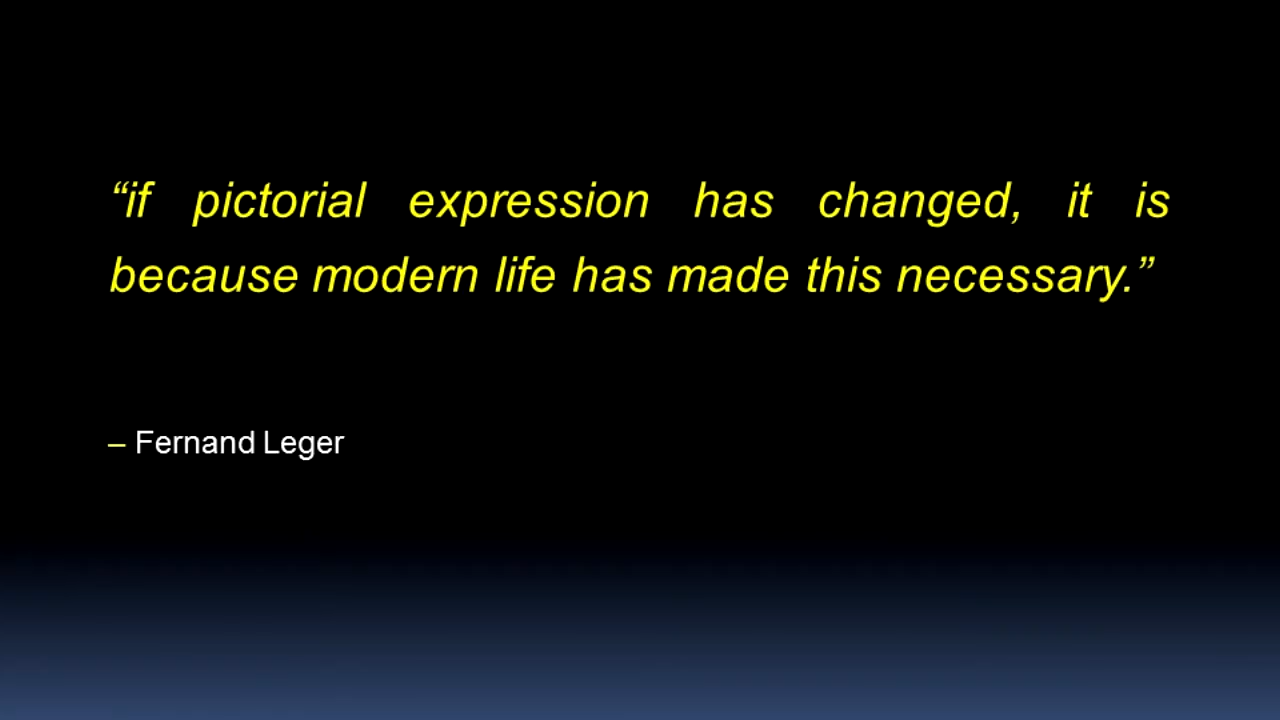 “if pictorial expression has changed, it is
because modern life has made this necessary.”
– Fernand Leger